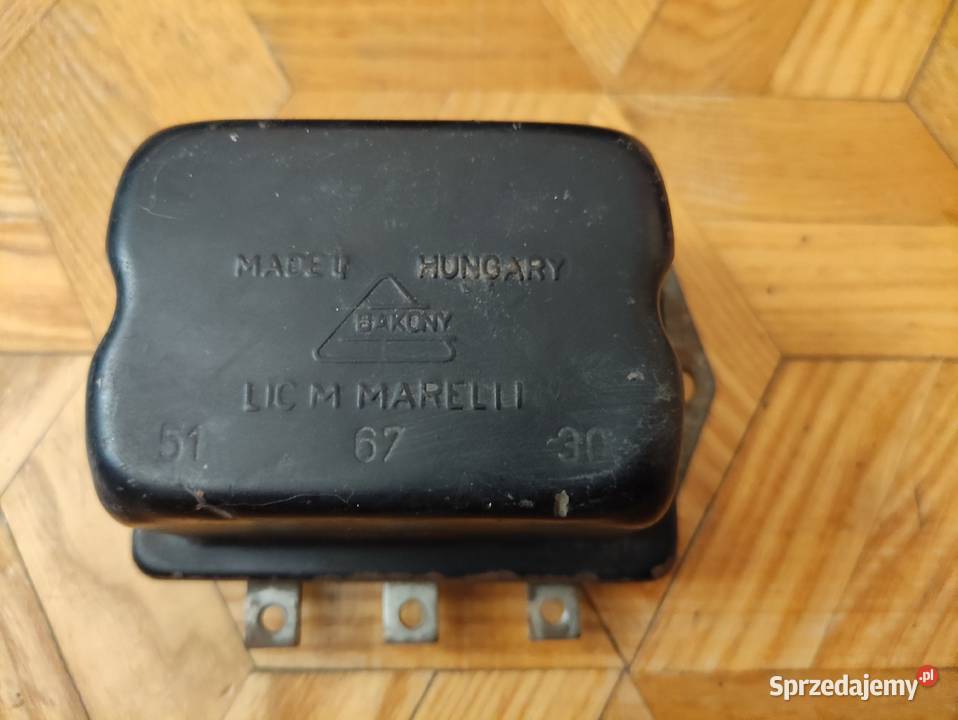 MADE IN HUNGARY
BAKONY
LIC M MARELLI
51 67 30
Sprzedajemy.pl